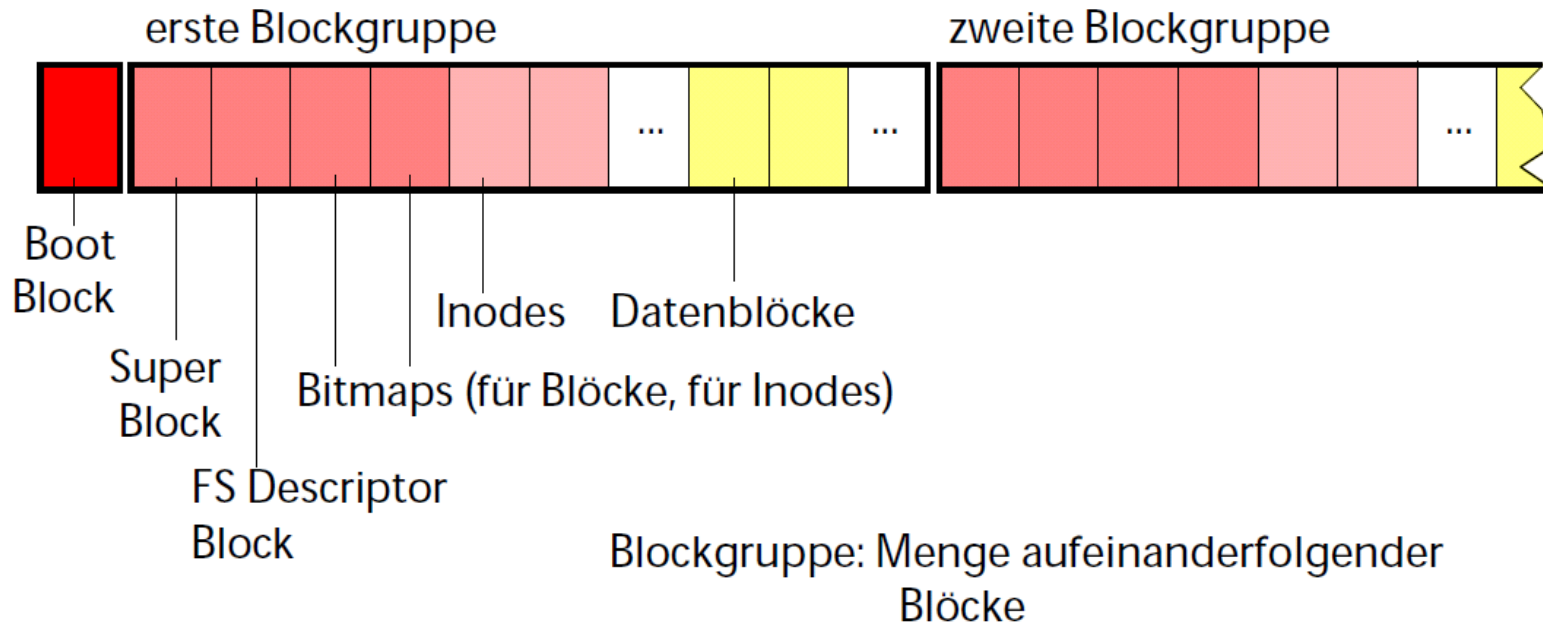 erste Blockgruppe
zweite Blockgruppe
...
...
...
Boot
Block
Super
Block
FS Descriptor
Block
Bitmaps (für Blöcke, für Inodes)
Inodes
Datenblöcke
Blockgruppe: Menge aufeinanderfolgender
Blöcke